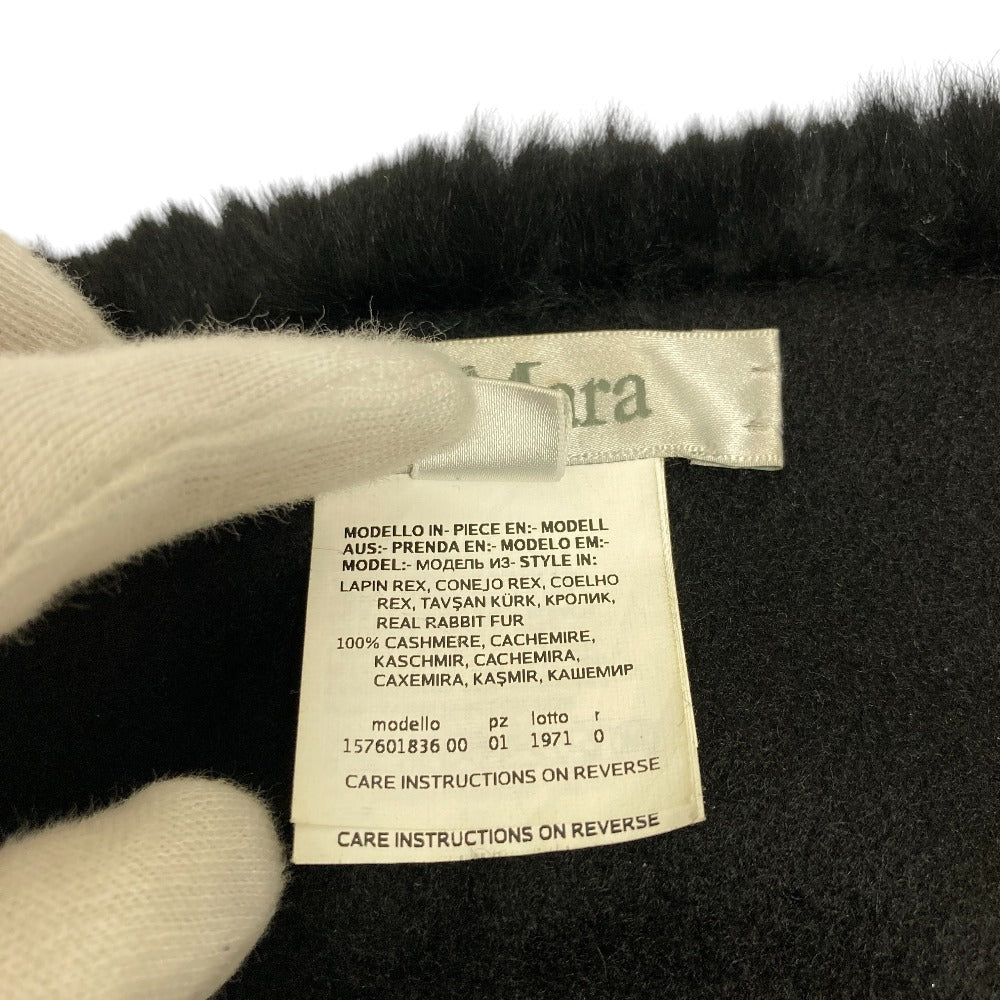 Mara
MODELLO IN- PIECE EN:- MODELL
AUS:- PRENDA EN:- MODELO EM:-
MODEL:- МОДЕЛЬ ИЗ- STYLE IN:
LAPIN REX, CONEJO REX, COELHO
REX, TAVŞAN KÜRK, КРОЛИК,
REAL RABBIT FUR
100% CASHMERE, CACHEMIRE,
KASCHMIR, CACHEMIRA,
CAXEMIRA, KAŞMİR, КАШЕМИР
modello pz lotto r
157601836 00 01 1971 0
CARE INSTRUCTIONS ON REVERSE
CARE INSTRUCTIONS ON REVERSE